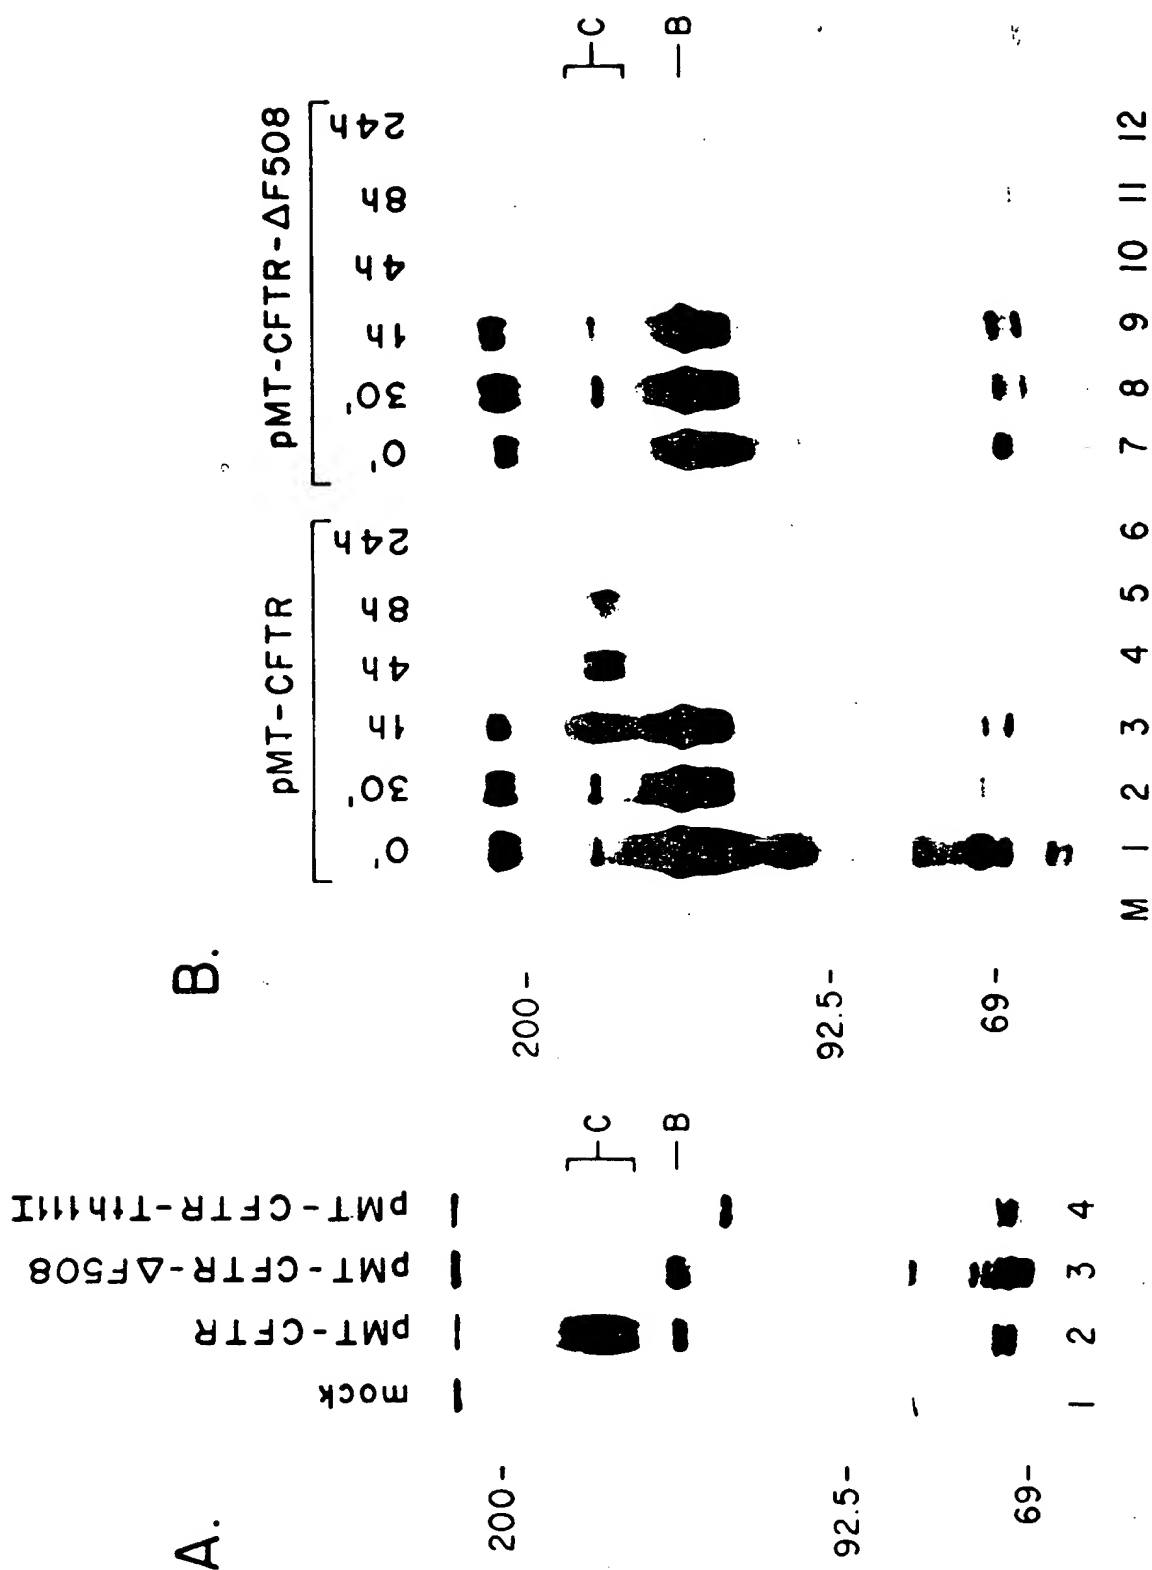 A.
mock
pMT-CFTR
pMT-CFTR-ΔF508
pMT-CFTR-Tth111I
200-
92.5-
69-
C
B
1 2 3 4
B.
pMT-CFTR
pMT-CFTR-ΔF508
0' 30' 1h 4h 8h 24h
0' 30' 1h 4h 8h 24h
200-
92.5-
69-
C
B
M 1 2 3 4 5 6 7 8 9 10 11 12